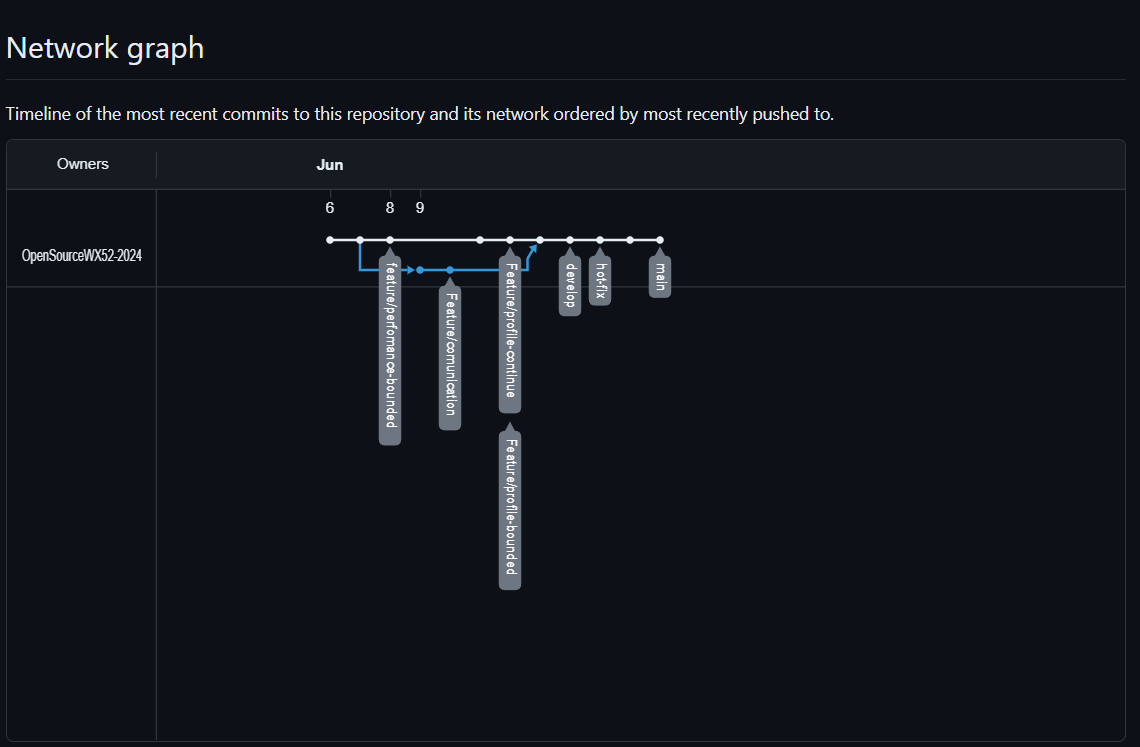 Network graph
Timeline of the most recent commits to this repository and its network ordered by most recently pushed to.
Owners
Jun
6
8
9
OpenSourceWX52-2024
feature/perfomance-bounded
Feature/comunication
Feature/profile-continue
Feature/profile-bounded
develop
hot-fix
main